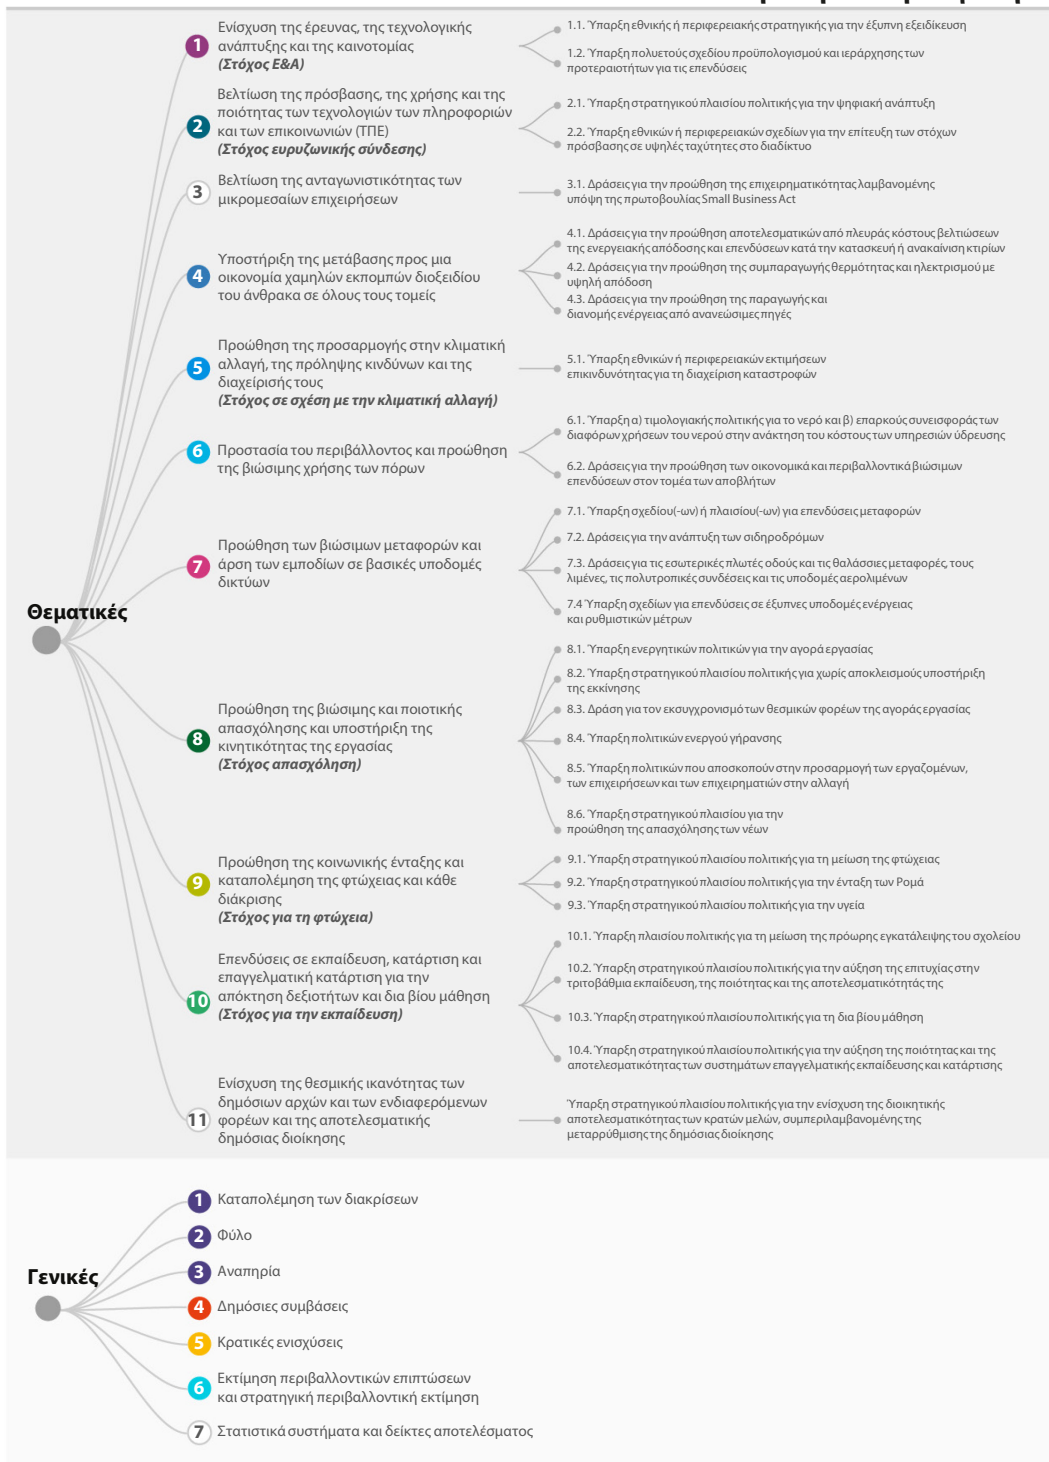 Θεματικές
1
Ενίσχυση της έρευνας, της τεχνολογικής
ανάπτυξης και της καινοτομίας
(Στόχος Ε&Α)
1.1. Ύπαρξη εθνικής ή περιφερειακής στρατηγικής για την έξυπνη εξειδίκευση
1.2. Ύπαρξη πολυετούς σχεδίου προϋπολογισμού και ιεράρχησης των
προτεραιοτήτων για τις επενδύσεις
2
Βελτίωση της πρόσβασης, της χρήσης και της
ποιότητας των τεχνολογιών των πληροφοριών
και των επικοινωνιών (ΤΠΕ)
(Στόχος ευρυζωνικής σύνδεσης)
2.1. Ύπαρξη στρατηγικού πλαισίου πολιτικής για την ψηφιακή ανάπτυξη
2.2. Ύπαρξη εθνικών ή περιφερειακών σχεδίων για την επίτευξη των στόχων
πρόσβασης σε υψηλές ταχύτητες στο διαδίκτυο
3
Βελτίωση της ανταγωνιστικότητας των
μικρομεσαίων επιχειρήσεων
3.1. Δράσεις για την προώθηση της επιχειρηματικότητας λαμβανομένης
υπόψη της πρωτοβουλίας Small Business Act
4
Υποστήριξη της μετάβασης προς μια
οικονομία χαμηλών εκπομπών διοξειδίου
του άνθρακα σε όλους τους τομείς
4.1. Δράσεις για την προώθηση αποτελεσματικών από πλευράς κόστους βελτιώσεων
της ενεργειακής απόδοσης και επενδύσεων κατά την κατασκευή ή ανακαίνιση κτιρίων
4.2. Δράσεις για την προώθηση της συμπαραγωγής θερμότητας και ηλεκτρισμού με
υψηλή απόδοση
4.3. Δράσεις για την προώθηση της παραγωγής και
διανομής ενέργειας από ανανεώσιμες πηγές
5
Προώθηση της προσαρμογής στην κλιματική
αλλαγή, της πρόληψης κινδύνων και της
διαχείρισής τους
(Στόχος σε σχέση με την κλιματική αλλαγή)
5.1. Ύπαρξη εθνικών ή περιφερειακών εκτιμήσεων
επικινδυνότητας για τη διαχείριση καταστροφών
6
Προστασία του περιβάλλοντος και προώθηση
της βιώσιμης χρήσης των πόρων
6.1. Ύπαρξη α) τιμολογιακής πολιτικής για το νερό και β) επαρκούς συνεισφοράς των
διαφόρων χρήσεων του νερού στην ανάκτηση του κόστους των υπηρεσιών ύδρευσης
6.2. Δράσεις για την προώθηση των οικονομικά και περιβαλλοντικά βιώσιμων
επενδύσεων στον τομέα των αποβλήτων
7
Προώθηση των βιώσιμων μεταφορών και
άρση των εμποδίων σε βασικές υποδομές
δικτύων
7.1. Ύπαρξη σχεδίου(-ων) ή πλαισίου(-ων) για επενδύσεις μεταφορών
7.2. Δράσεις για την ανάπτυξη των σιδηροδρόμων
7.3. Δράσεις για τις εσωτερικές πλωτές οδούς και τις θαλάσσιες μεταφορές, τους
λιμένες, τις πολυτροπικές συνδέσεις και τις υποδομές αερολιμένων
7.4 Ύπαρξη σχεδίων για επενδύσεις σε έξυπνες υποδομές ενέργειας
και ρυθμιστικών μέτρων
8
Προώθηση της βιώσιμης και ποιοτικής
απασχόλησης και υποστήριξη της
κινητικότητας της εργασίας
(Στόχος απασχόληση)
8.1. Ύπαρξη ενεργητικών πολιτικών για την αγορά εργασίας
8.2. Ύπαρξη στρατηγικού πλαισίου πολιτικής για χωρίς αποκλεισμούς υποστήριξη
της εκκίνησης
8.3. Δράση για τον εκσυγχρονισμό των θεσμικών φορέων της αγοράς εργασίας
8.4. Ύπαρξη πολιτικών ενεργού γήρανσης
8.5. Ύπαρξη πολιτικών που αποσκοπούν στην προσαρμογή των εργαζομένων,
των επιχειρήσεων και των επιχειρηματιών στην αλλαγή
8.6. Ύπαρξη στρατηγικού πλαισίου για την
προώθηση της απασχόλησης των νέων
9
Προώθηση της κοινωνικής ένταξης και
καταπολέμηση της φτώχειας και κάθε
διάκρισης
(Στόχος για τη φτώχεια)
9.1. Ύπαρξη στρατηγικού πλαισίου πολιτικής για τη μείωση της φτώχειας
9.2. Ύπαρξη στρατηγικού πλαισίου πολιτικής για την ένταξη των Ρομά
9.3. Ύπαρξη στρατηγικού πλαισίου πολιτικής για την υγεία
10
Επενδύσεις σε εκπαίδευση, κατάρτιση και
επαγγελματική κατάρτιση για την
απόκτηση δεξιοτήτων και δια βίου μάθηση
(Στόχος για την εκπαίδευση)
10.1. Ύπαρξη πλαισίου πολιτικής για τη μείωση της πρόωρης εγκατάλειψης του σχολείου
10.2. Ύπαρξη στρατηγικού πλαισίου πολιτικής για την αύξηση της επιτυχίας στην
τριτοβάθμια εκπαίδευση, της ποιότητας και της αποτελεσματικότητάς της
10.3. Ύπαρξη στρατηγικού πλαισίου πολιτικής για τη δια βίου μάθηση
10.4. Ύπαρξη στρατηγικού πλαισίου πολιτικής για την αύξηση της ποιότητας και της
αποτελεσματικότητας των συστημάτων επαγγελματικής εκπαίδευσης και κατάρτισης
11
Ενίσχυση της θεσμικής ικανότητας των
δημόσιων αρχών και των ενδιαφερόμενων
φορέων και της αποτελεσματικής
δημόσιας διοίκησης
Ύπαρξη στρατηγικού πλαισίου πολιτικής για την ενίσχυση της διοικητικής
αποτελεσματικότητας των κρατών μελών, συμπεριλαμβανομένης της
μεταρρύθμισης της δημόσιας διοίκησης
Γενικές
1 Καταπολέμηση των διακρίσεων
2 Φύλο
3 Αναπηρία
4 Δημόσιες συμβάσεις
5 Κρατικές ενισχύσεις
6 Εκτίμηση περιβαλλοντικών επιπτώσεων
και στρατηγική περιβαλλοντική εκτίμηση
7 Στατιστικά συστήματα και δείκτες αποτελέσματος